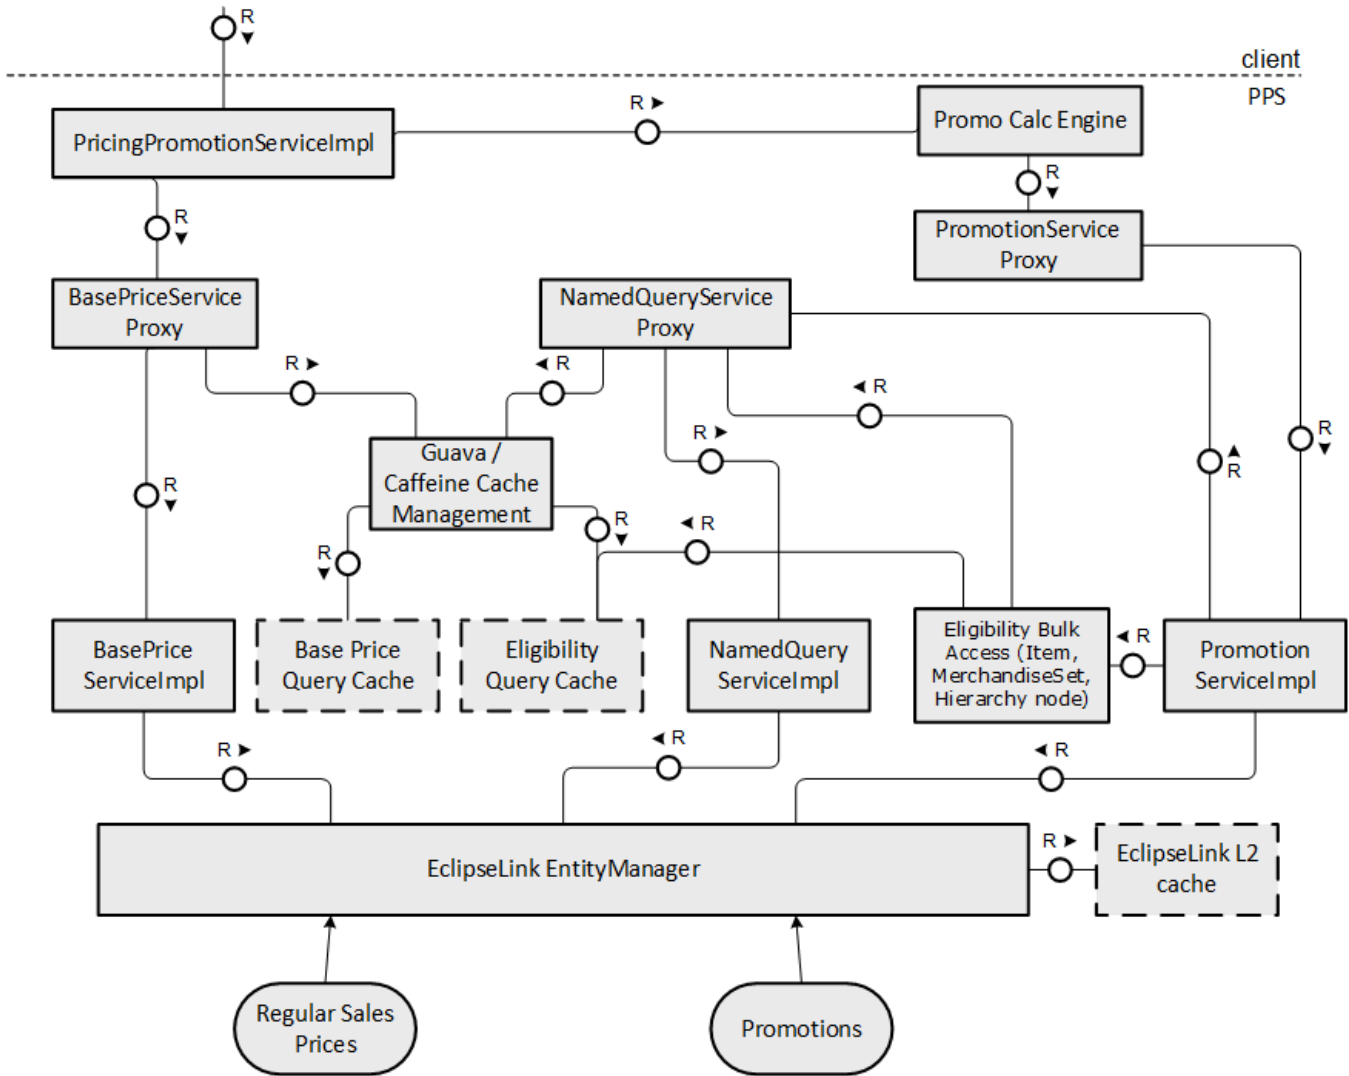 R
client
PPS
PricingPromotionServiceImpl
R
Promo Calc Engine
R
R
PromotionService
Proxy
BasePriceService
Proxy
NamedQueryService
Proxy
R
R
R
R
R
R
Guava /
Caffeine Cache
Management
R
R
R
R
R
BasePrice
ServiceImpl
Base Price
Query Cache
Eligibility
Query Cache
NamedQuery
ServiceImpl
Eligibility Bulk
Access (Item,
MerchandiseSet,
Hierarchy node)
R
Promotion
ServiceImpl
R
R
R
EclipseLink EntityManager
R
EclipseLink L2
cache
Regular Sales
Prices
Promotions